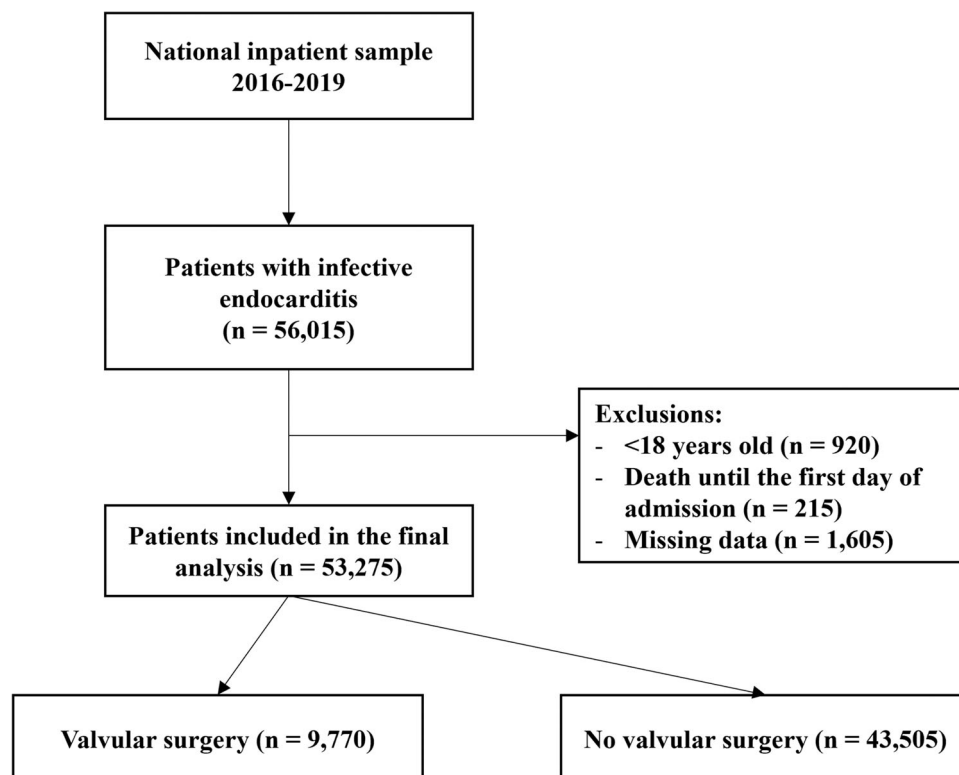 National inpatient sample
2016-2019
Patients with infective
endocarditis
(n = 56,015)
Exclusions:
- <18 years old (n = 920)
- Death until the first day of
admission (n = 215)
- Missing data (n = 1,605)
Patients included in the final
analysis (n = 53,275)
Valvular surgery (n = 9,770)
No valvular surgery (n = 43,505)